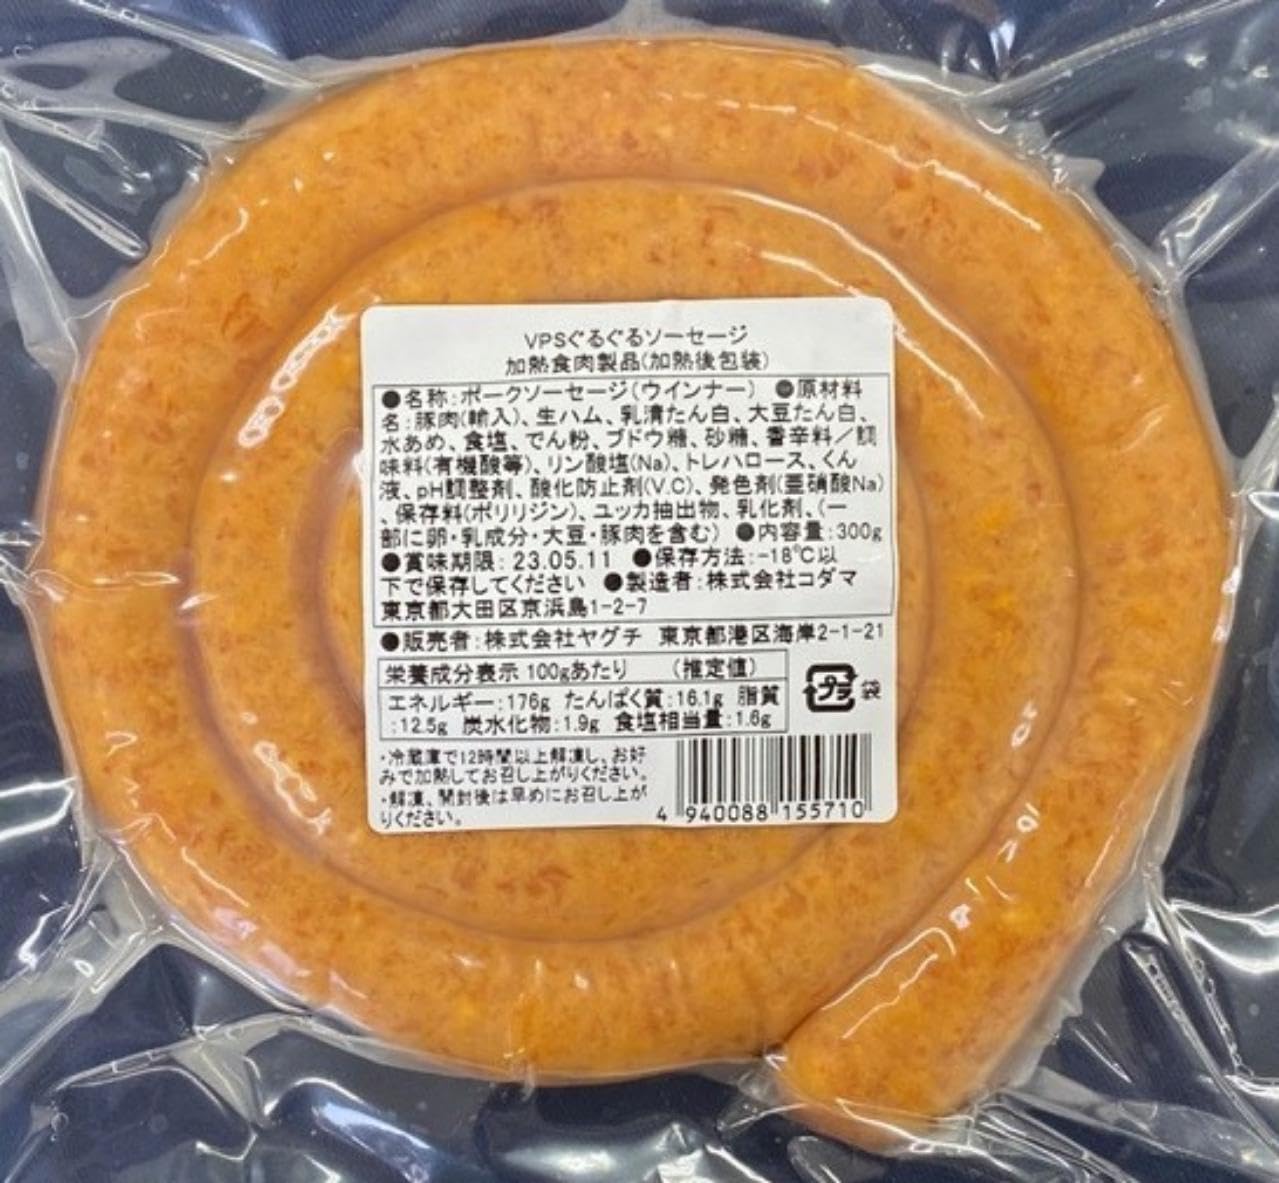 VPSぐるぐるソーセージ
加熱食肉製品(加熱後包装)
●名称:ポークソーセージ(ウインナー) ●原材料
名:豚肉(輸入)、生ハム、乳清たん白、大豆たん白、
水あめ、食塩、でん粉、ブドウ糖、砂糖、香辛料/調
味料(有機酸等)、リン酸塩(Na)、トレハロース、くん
液、pH調整剤、酸化防止剤(V.C)、発色剤(亜硝酸Na)
、保存料(ポリリジン)、ユッカ抽出物、乳化剤、(一
部に卵・乳成分・大豆・豚肉を含む) ●内容量:300g
●賞味期限:23.05.11 ●保存方法:-18℃以
下で保存してください ●製造者:株式会社コダマ
東京都大田区京浜島1-2-7
●販売者:株式会社ヤグチ 東京都港区海岸2-1-21
栄養成分表示 100gあたり (推定値)
エネルギー:176g たんぱく質:16.1g 脂質
:12.5g 炭水化物:1.9g 食塩相当量:1.6g
プラ 袋
・冷蔵庫で12時間以上解凍し、お好
みで加熱してお召し上がりください。
・解凍、開封後は早めにお召し上が
りください。
4 940088 155710